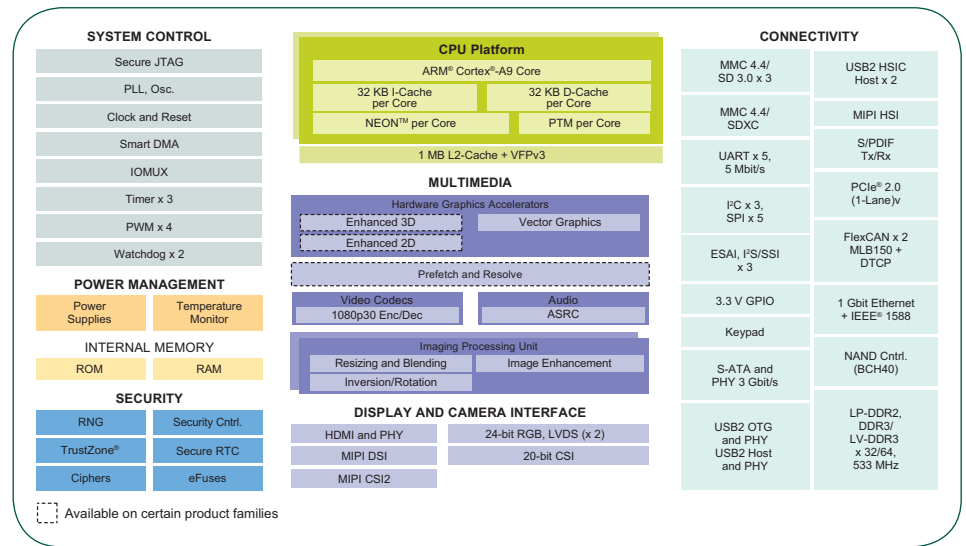 SYSTEM CONTROL
Secure JTAG
PLL, Osc.
Clock and Reset
Smart DMA
IOMUX
Timer x 3
PWM x 4
Watchdog x 2
POWER MANAGEMENT
Power
Supplies
Temperature
Monitor
INTERNAL MEMORY
ROM
RAM
SECURITY
RNG
Security Cntrl.
TrustZone®
Secure RTC
Ciphers
eFuses
Available on certain product families
CPU Platform
ARM® Cortex®-A9 Core
32 KB I-Cache
per Core
32 KB D-Cache
per Core
NEON™ per Core
PTM per Core
1 MB L2-Cache + VFPv3
MULTIMEDIA
Hardware Graphics Accelerators
Enhanced 3D
Vector Graphics
Enhanced 2D
Prefetch and Resolve
Video Codecs
1080p30 Enc/Dec
Audio
ASRC
Imaging Processing Unit
Resizing and Blending
Image Enhancement
Inversion/Rotation
DISPLAY AND CAMERA INTERFACE
HDMI and PHY
24-bit RGB, LVDS (x 2)
MIPI DSI
20-bit CSI
MIPI CSI2
CONNECTIVITY
MMC 4.4/
SD 3.0 x 3
MMC 4.4/
SDXC
UART x 5,
5 Mbit/s
I²C x 3,
SPI x 5
ESAI, I²S/SSI
x 3
3.3 V GPIO
Keypad
S-ATA and
PHY 3 Gbit/s
USB2 OTG
and PHY
USB2 Host
and PHY
USB2 HSIC
Host x 2
MIPI HSI
S/PDIF
Tx/Rx
PCIe® 2.0
(1-Lane)v
FlexCAN x 2
MLB150 +
DTCP
1 Gbit Ethernet
+ IEEE® 1588
NAND Cntrl.
(BCH40)
LP-DDR2,
DDR3/
LV-DDR3
x 32/64,
533 MHz